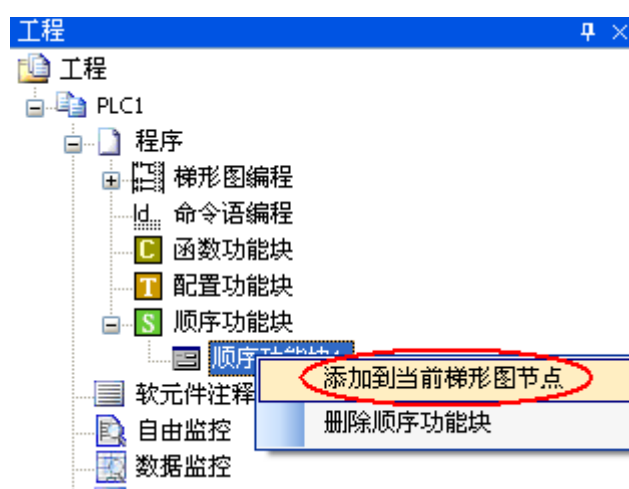 工程
工程
PLC1
程序
梯形图编程
ld... 命令语编程
C 函数功能块
T 配置功能块
S 顺序功能块
顺序功能块1
添加到当前梯形图节点
软元件注释
删除顺序功能块
自由监控
数据监控